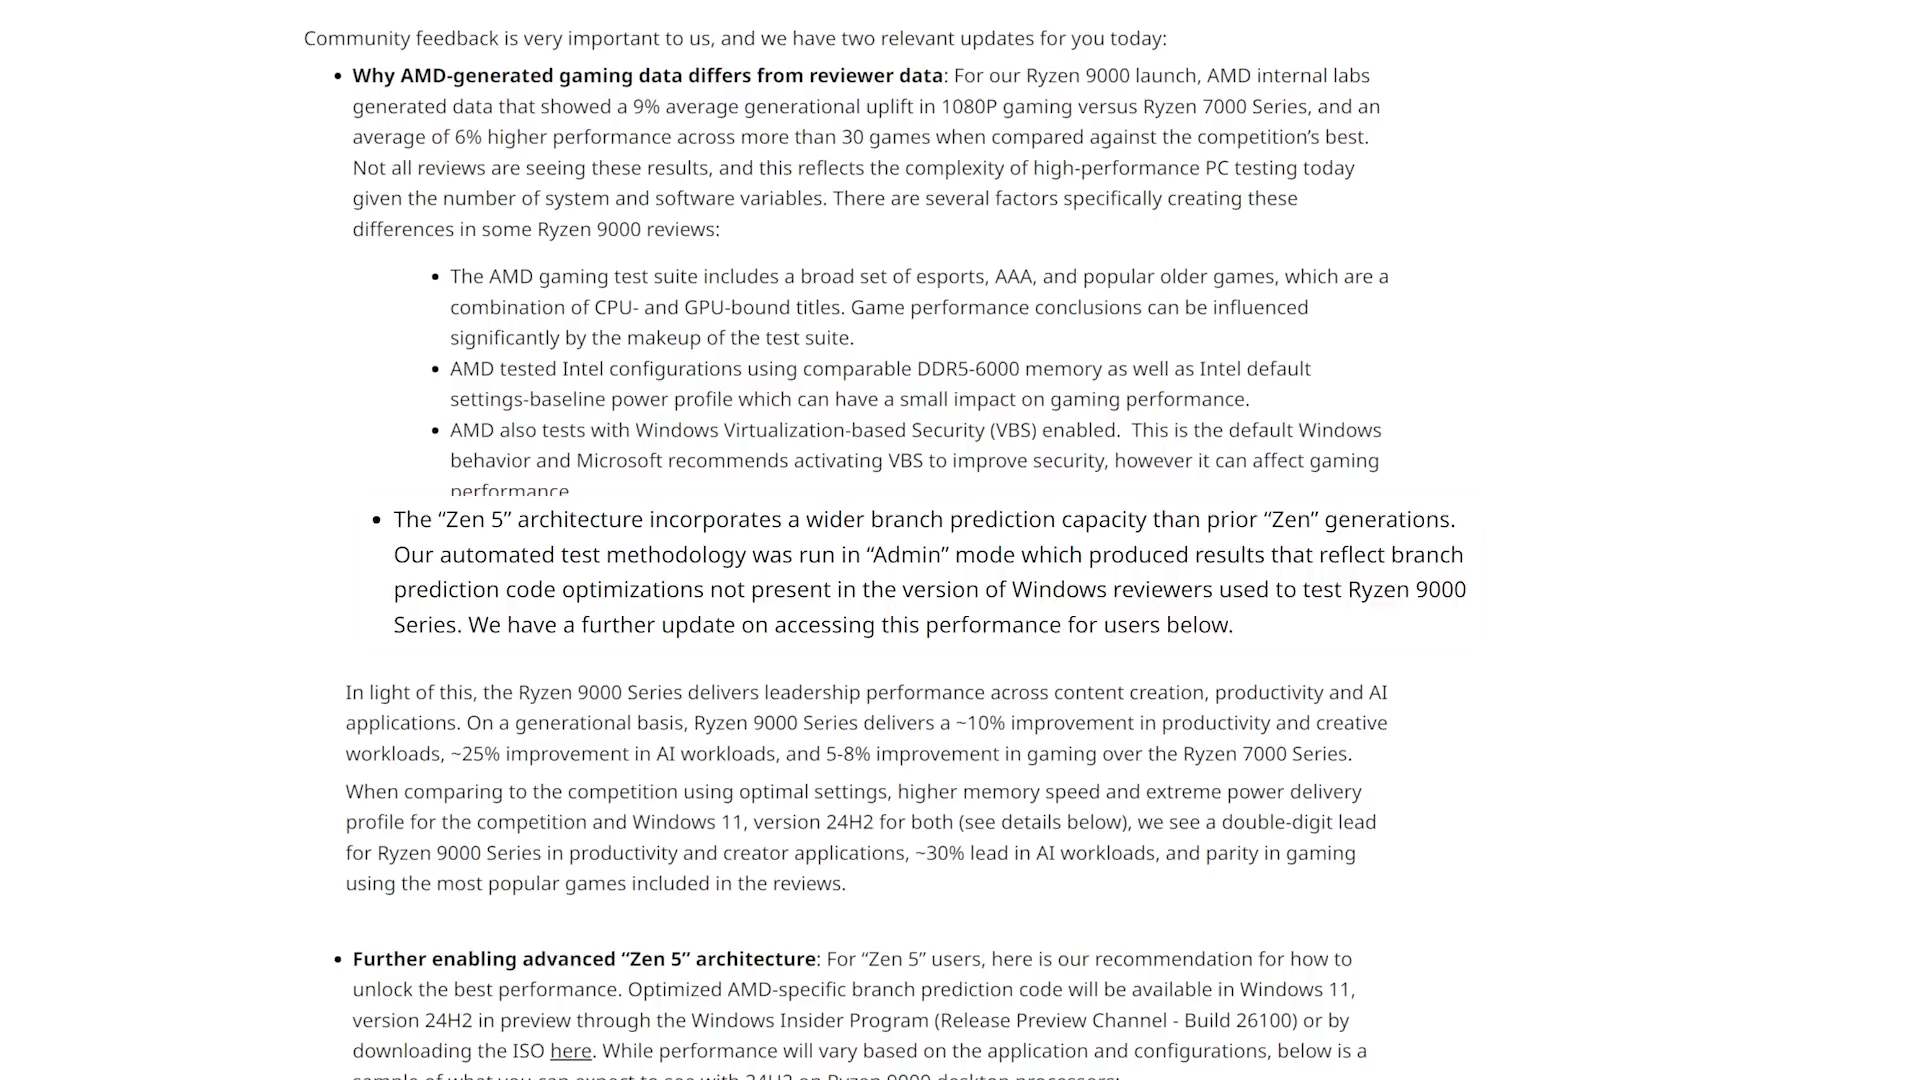 Community feedback is very important to us, and we have two relevant updates for you today:
• Why AMD-generated gaming data differs from reviewer data: For our Ryzen 9000 launch, AMD internal labs
generated data that showed a 9% average generational uplift in 1080P gaming versus Ryzen 7000 Series, and an
average of 6% higher performance across more than 30 games when compared against the competition’s best.
Not all reviews are seeing these results, and this reflects the complexity of high-performance PC testing today
given the number of system and software variables. There are several factors specifically creating these
differences in some Ryzen 9000 reviews:
• The AMD gaming test suite includes a broad set of esports, AAA, and popular older games, which are a
combination of CPU- and GPU-bound titles. Game performance conclusions can be influenced
significantly by the makeup of the test suite.
• AMD tested Intel configurations using comparable DDR5-6000 memory as well as Intel default
settings-baseline power profile which can have a small impact on gaming performance.
• AMD also tests with Windows Virtualization-based Security (VBS) enabled.  This is the default Windows
behavior and Microsoft recommends activating VBS to improve security, however it can affect gaming
performance
• The “Zen 5” architecture incorporates a wider branch prediction capacity than prior “Zen” generations.
Our automated test methodology was run in “Admin” mode which produced results that reflect branch
prediction code optimizations not present in the version of Windows reviewers used to test Ryzen 9000
Series. We have a further update on accessing this performance for users below.
In light of this, the Ryzen 9000 Series delivers leadership performance across content creation, productivity and AI
applications. On a generational basis, Ryzen 9000 Series delivers a ~10% improvement in productivity and creative
workloads, ~25% improvement in AI workloads, and 5-8% improvement in gaming over the Ryzen 7000 Series.
When comparing to the competition using optimal settings, higher memory speed and extreme power delivery
profile for the competition and Windows 11, version 24H2 for both (see details below), we see a double-digit lead
for Ryzen 9000 Series in productivity and creator applications, ~30% lead in AI workloads, and parity in gaming
using the most popular games included in the reviews.
• Further enabling advanced “Zen 5” architecture: For “Zen 5” users, here is our recommendation for how to
unlock the best performance. Optimized AMD-specific branch prediction code will be available in Windows 11,
version 24H2 in preview through the Windows Insider Program (Release Preview Channel - Build 26100) or by
downloading the ISO here. While performance will vary based on the application and configurations, below is a
sample of what you can expect to see with 24H2 on Ryzen 9000 desktop processors: